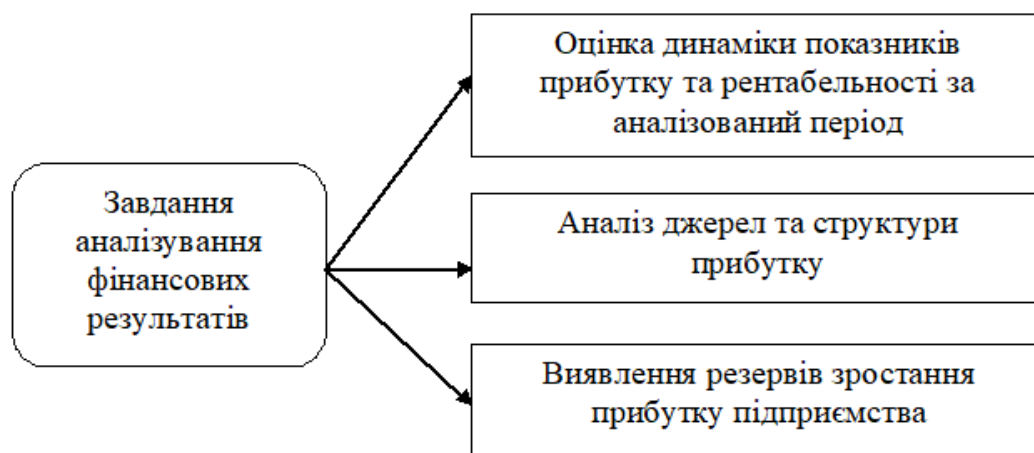 Завдання
аналізування
фінансових
результатів
Оцінка динаміки показників
прибутку та рентабельності за
аналізований період
Аналіз джерел та структури
прибутку
Виявлення резервів зростання
прибутку підприємства